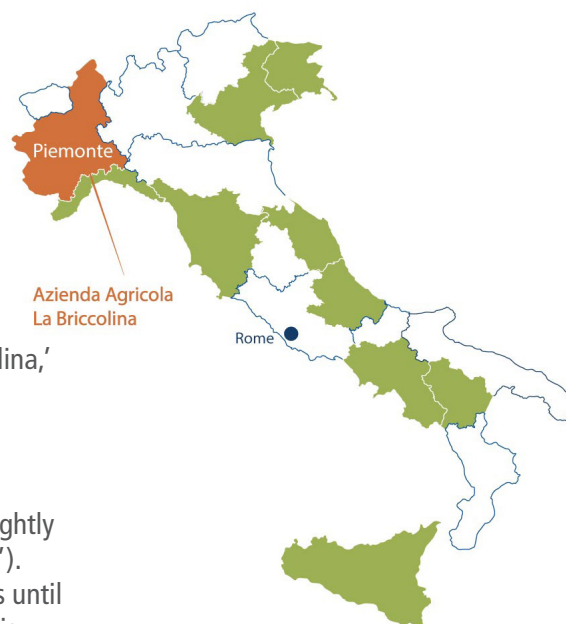 Piemonte
Azienda Agricola
La Briccolina
Rome
lina,’
ghtly
’).
s until